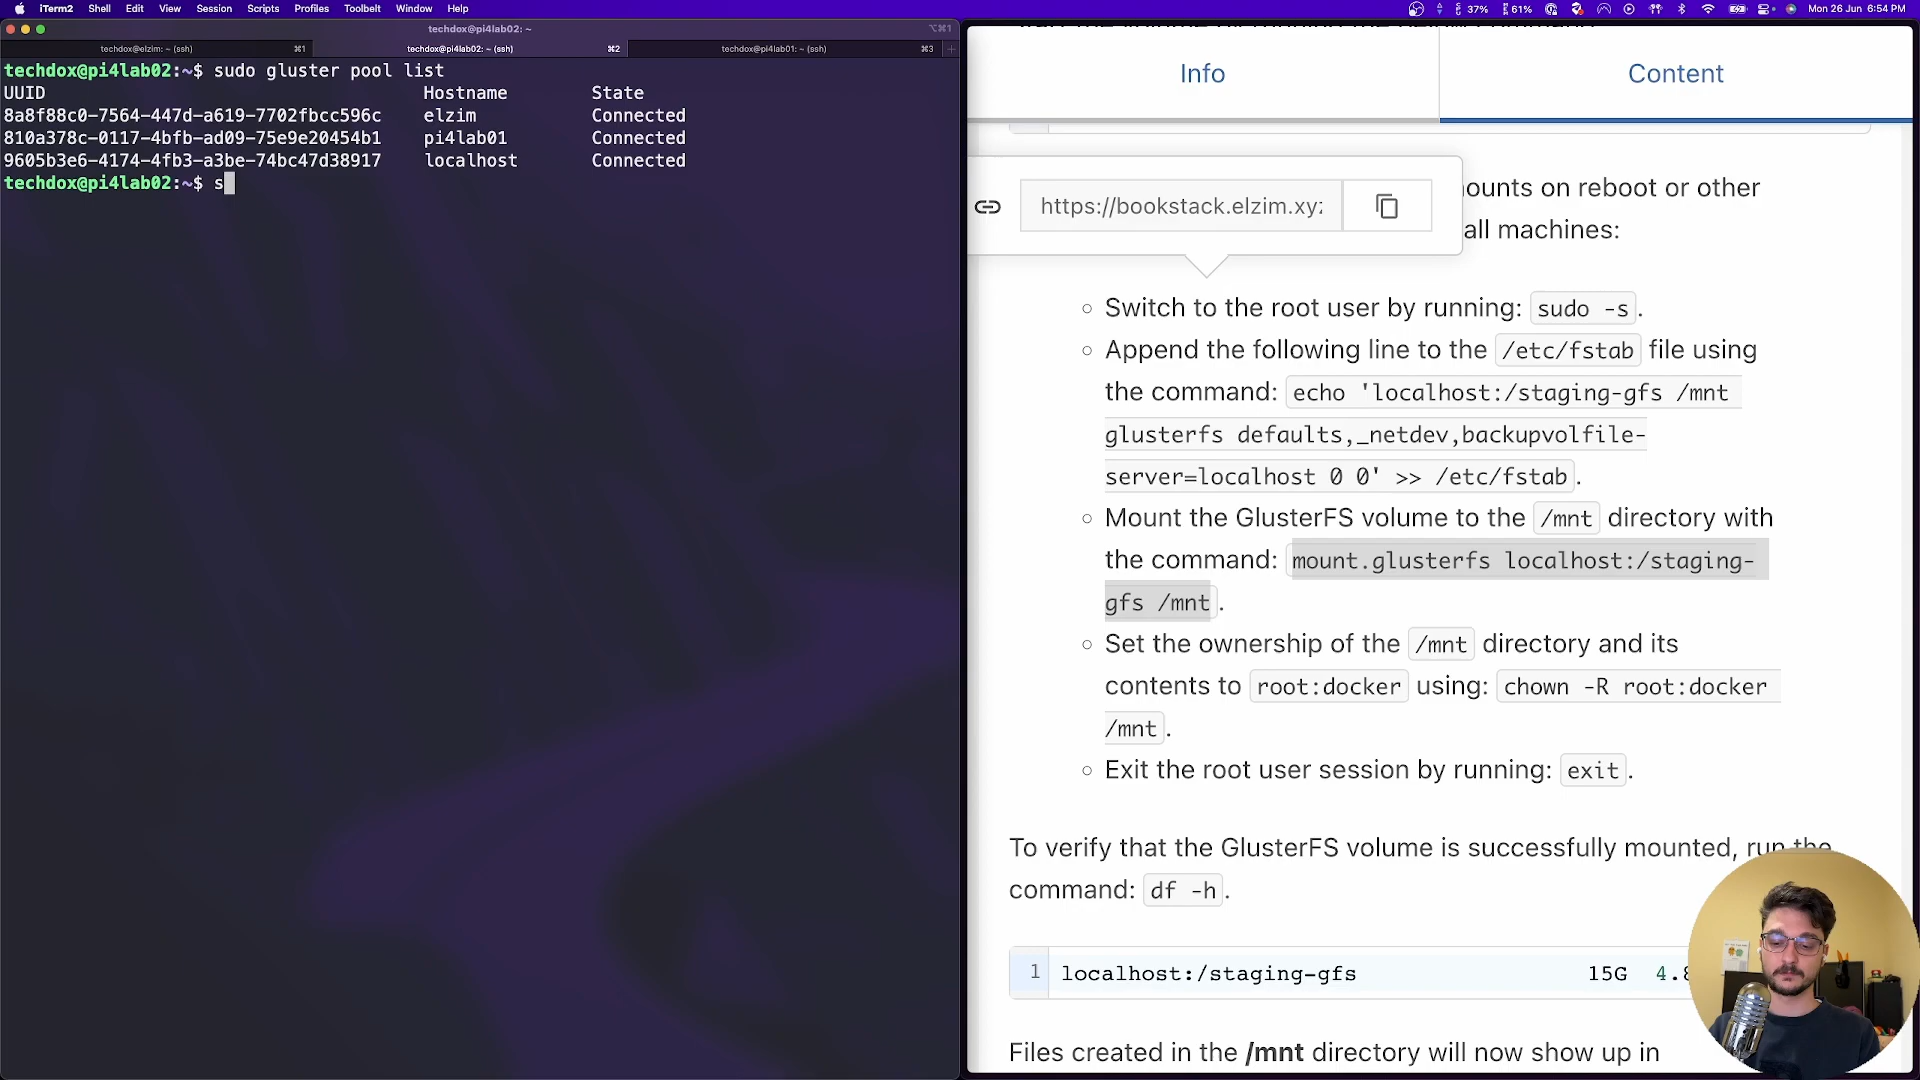 iTerm2 Shell Edit View Session Scripts Profiles Toolbelt Window Help
37% 61% Mon 26 Jun 6:54 PM
techdox@pi4lab02: ~
⌥⌘1
techdox@elzim: ~ (ssh) ⌘1
techdox@pi4lab02: ~ (ssh) ⌘2
techdox@pi4lab01: ~ (ssh) ⌘3
techdox@pi4lab02:~$ sudo gluster pool list
UUID Hostname State
8a8f88c0-7564-447d-a619-7702fbcc596c elzim Connected
810a378c-0117-4bfb-ad09-75e9e20454b1 pi4lab01 Connected
9605b3e6-4174-4fb3-a3be-74bc47d38917 localhost Connected
techdox@pi4lab02:~$ s
Info Content
https://bookstack.elzim.xyz
ounts on reboot or other
all machines:
Switch to the root user by running: sudo -s.
Append the following line to the /etc/fstab file using
the command: echo 'localhost:/staging-gfs /mnt
glusterfs defaults,_netdev,backupvolfile-
server=localhost 0 0' >> /etc/fstab.
Mount the GlusterFS volume to the /mnt directory with
the command: mount.glusterfs localhost:/staging-
gfs /mnt.
Set the ownership of the /mnt directory and its
contents to root:docker using: chown -R root:docker
/mnt.
Exit the root user session by running: exit.
To verify that the GlusterFS volume is successfully mounted, run the
command: df -h.
1 localhost:/staging-gfs 15G 4.8
Files created in the /mnt directory will now show up in